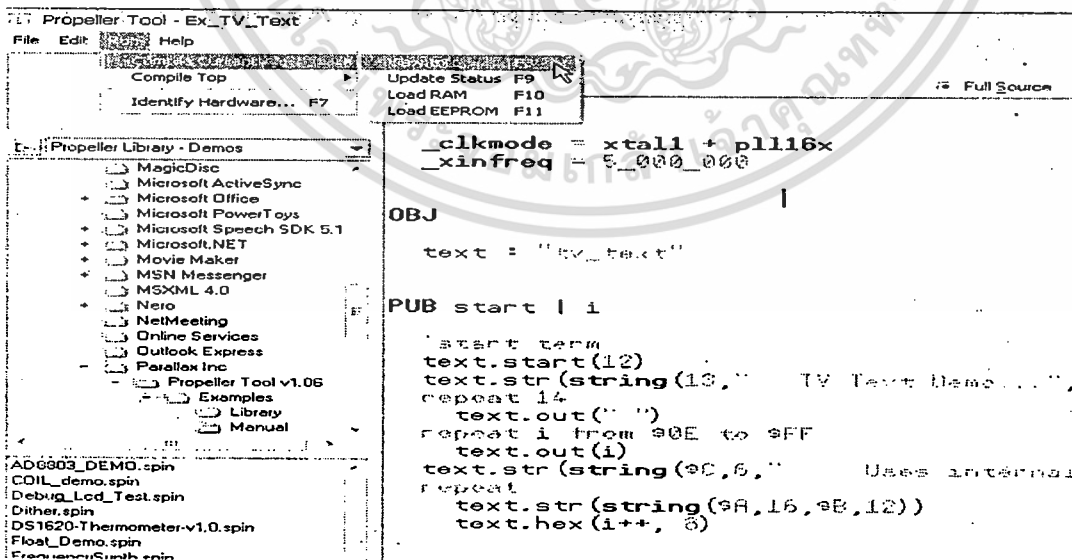 Propeller Tool - Ex_TV_Text
File Edit Help
Compile Top
Identify Hardware... F7
Update Status F9
Load RAM F10
Load EEPROM F11
Full Source
Propeller Library - Demos
MagicDisc
Microsoft ActiveSync
Microsoft Office
Microsoft PowerToys
Microsoft Speech SDK 5.1
Microsoft.NET
Movie Maker
MSN Messenger
MSXML 4.0
Nero
NetMeeting
Online Services
Outlook Express
Parallax Inc
Propeller Tool v1.06
Examples
Library
Manual
AD8803_DEMO.spin
COIL_demo.spin
Debug_Lcd_Test.spin
Dither.spin
DS1620-Thermometer-v1.0.spin
Float_Demo.spin
FrequencySynth.spin
_clkmode = xtal1 + pll16x
_xinfreq = 5_000_000
OBJ
text : "tv_text"
PUB start | i
'start term
text.start(12)
text.str(string(13,"   TV Text Demo...",
repeat 14
text.out(" ")
repeat i from $0E to $FF
text.out(i)
text.str(string($C,6,"     Uses internal
repeat
text.str(string($A,16,$B,12))
text.hex(i++, 8)